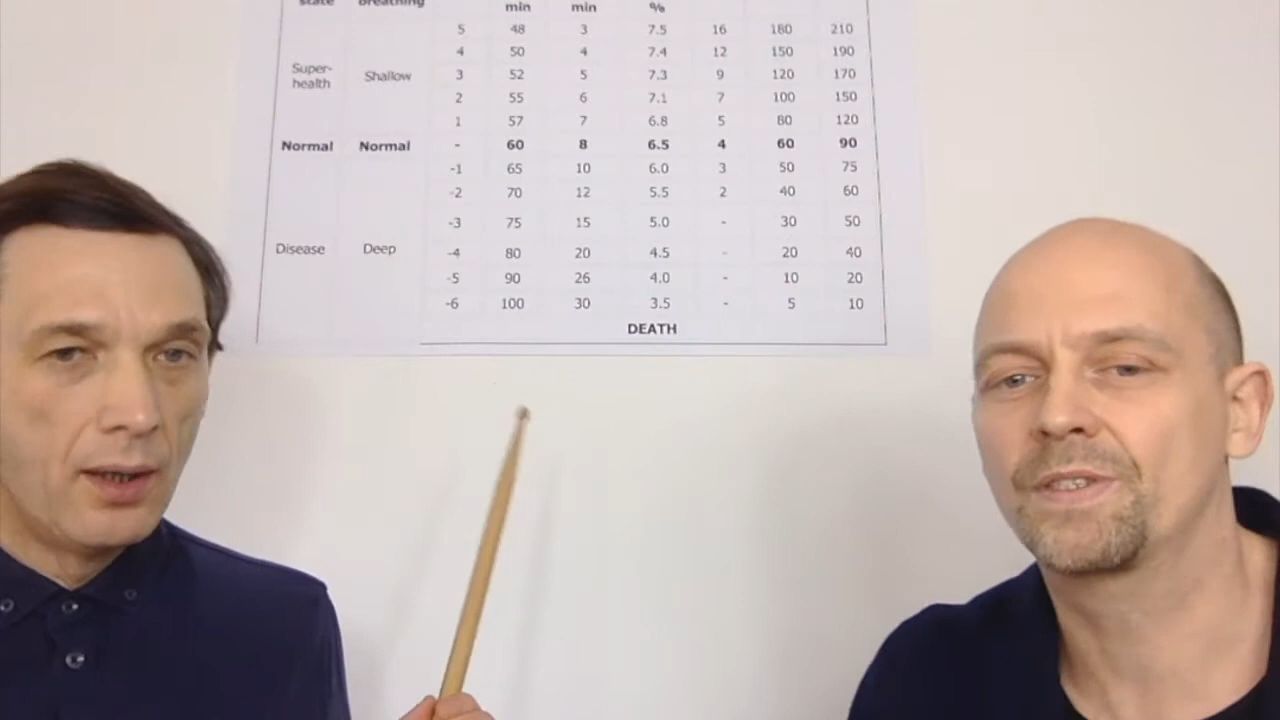 state breathing
min min %
5 48 3 7.5 16 180 210
4 50 4 7.4 12 150 190
Super-health Shallow 3 52 5 7.3 9 120 170
2 55 6 7.1 7 100 150
1 57 7 6.8 5 80 120
Normal Normal - 60 8 6.5 4 60 90
-1 65 10 6.0 3 50 75
-2 70 12 5.5 2 40 60
-3 75 15 5.0 - 30 50
Disease Deep -4 80 20 4.5 - 20 40
-5 90 26 4.0 - 10 20
-6 100 30 3.5 - 5 10
DEATH